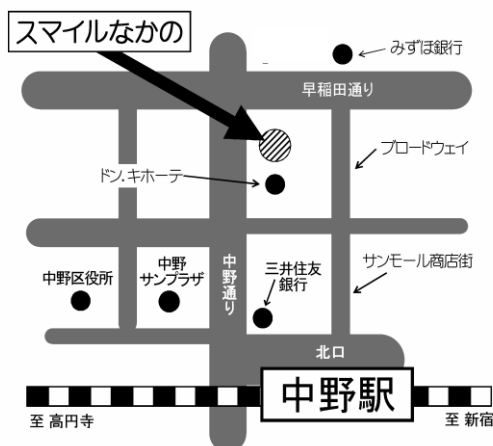 スマイルなかの
みずほ銀行
早稲田通り
ブロードウェイ
ドン.キホーテ
中野通り
サンモール商店街
中野区役所
中野
サンプラザ
三井住友
銀行
北口
中野駅
至 高円寺
至 新宿